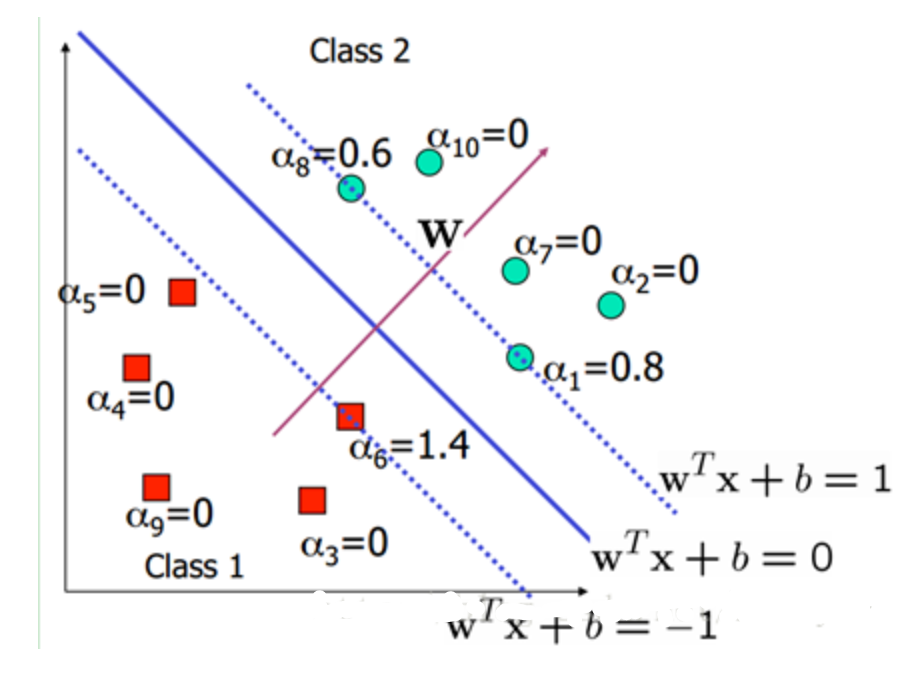 Class 2
α₁₀=0
α₈=0.6
w
α₇=0
α₂=0
α₅=0
α₁=0.8
α₄=0
α₆=1.4
wᵀx + b = 1
α₉=0
α₃=0
wᵀx + b = 0
Class 1
wᵀx + b = −1